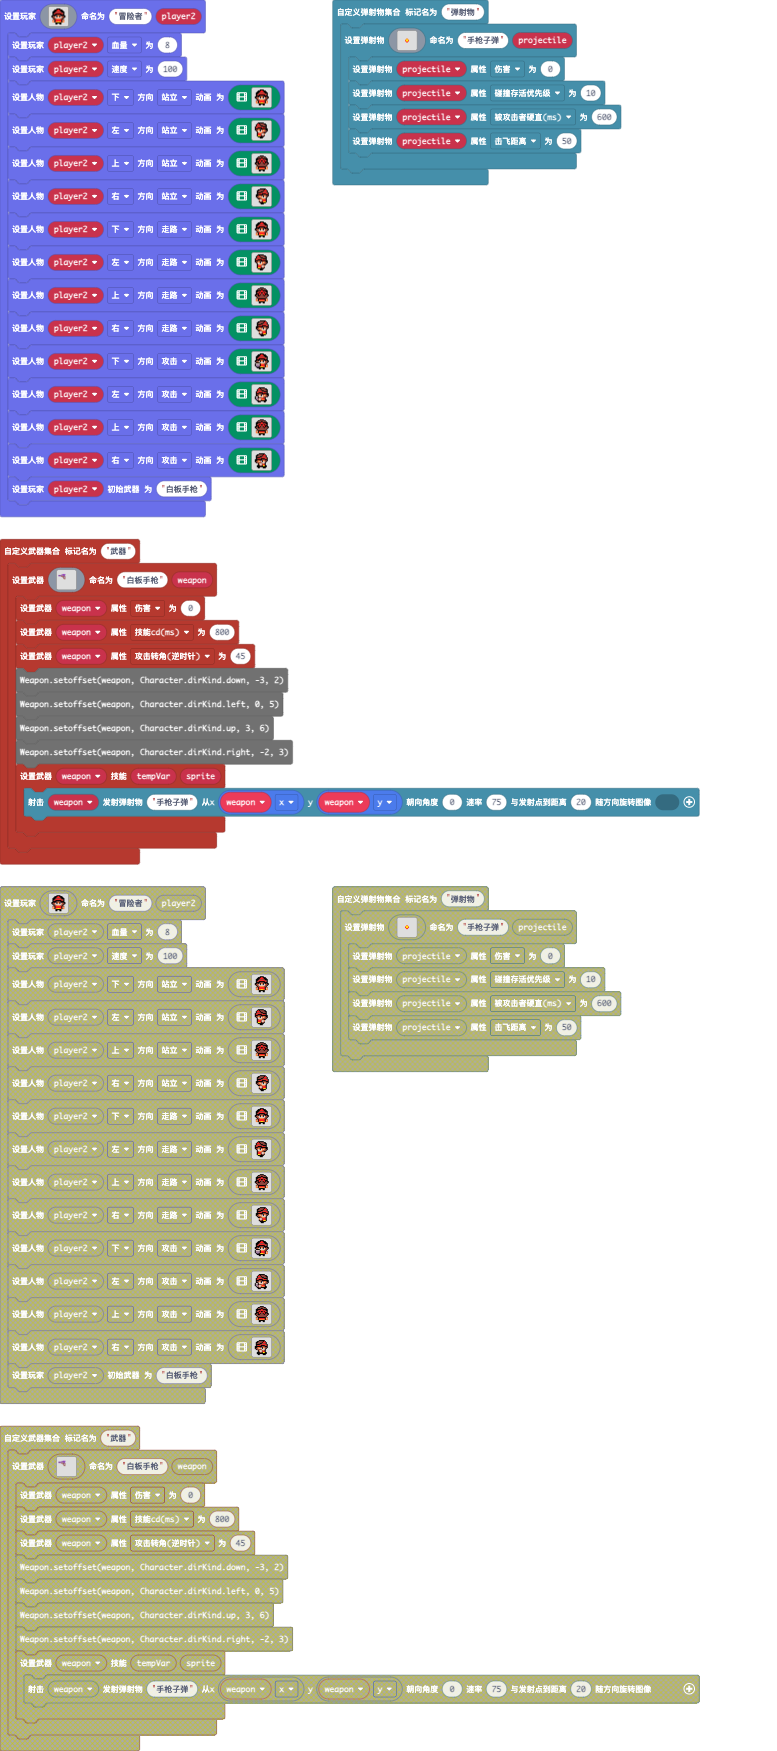 设置玩家 命名为 "冒险者" player2
设置玩家 player2 血量 为 8
设置玩家 player2 速度 为 100
设置人物 player2 下 方向 站立 动画 为
设置人物 player2 左 方向 站立 动画 为
设置人物 player2 上 方向 站立 动画 为
设置人物 player2 右 方向 站立 动画 为
设置人物 player2 下 方向 走路 动画 为
设置人物 player2 左 方向 走路 动画 为
设置人物 player2 上 方向 走路 动画 为
设置人物 player2 右 方向 走路 动画 为
设置人物 player2 下 方向 攻击 动画 为
设置人物 player2 左 方向 攻击 动画 为
设置人物 player2 上 方向 攻击 动画 为
设置人物 player2 右 方向 攻击 动画 为
设置玩家 player2 初始武器 为 "白板手枪"
自定义弹射物集合 标记名为 "弹射物"
设置弹射物 命名为 "手枪子弹" projectile
设置弹射物 projectile 属性 伤害 为 0
设置弹射物 projectile 属性 碰撞存活优先级 为 10
设置弹射物 projectile 属性 被攻击者硬直(ms) 为 600
设置弹射物 projectile 属性 击飞距离 为 50
自定义武器集合 标记名为 "武器"
设置武器 命名为 "白板手枪" weapon
设置武器 weapon 属性 伤害 为 0
设置武器 weapon 属性 技能cd(ms) 为 800
设置武器 weapon 属性 攻击转角(逆时针) 为 45
Weapon.setoffset(weapon, Character.dirKind.down, -3, 2)
Weapon.setoffset(weapon, Character.dirKind.left, 0, 5)
Weapon.setoffset(weapon, Character.dirKind.up, 3, 6)
Weapon.setoffset(weapon, Character.dirKind.right, -2, 3)
设置武器 weapon 技能 tempVar sprite
射击 weapon 发射弹射物 "手枪子弹" 从x weapon x y weapon y 朝向角度 0 速率 75 与发射点到距离 20 随方向旋转图像
设置玩家 命名为 "冒险者" player2
设置玩家 player2 血量 为 8
设置玩家 player2 速度 为 100
设置人物 player2 下 方向 站立 动画 为
设置人物 player2 左 方向 站立 动画 为
设置人物 player2 上 方向 站立 动画 为
设置人物 player2 右 方向 站立 动画 为
设置人物 player2 下 方向 走路 动画 为
设置人物 player2 左 方向 走路 动画 为
设置人物 player2 上 方向 走路 动画 为
设置人物 player2 右 方向 走路 动画 为
设置人物 player2 下 方向 攻击 动画 为
设置人物 player2 左 方向 攻击 动画 为
设置人物 player2 上 方向 攻击 动画 为
设置人物 player2 右 方向 攻击 动画 为
设置玩家 player2 初始武器 为 "白板手枪"
自定义弹射物集合 标记名为 "弹射物"
设置弹射物 命名为 "手枪子弹" projectile
设置弹射物 projectile 属性 伤害 为 0
设置弹射物 projectile 属性 碰撞存活优先级 为 10
设置弹射物 projectile 属性 被攻击者硬直(ms) 为 600
设置弹射物 projectile 属性 击飞距离 为 50
自定义武器集合 标记名为 "武器"
设置武器 命名为 "白板手枪" weapon
设置武器 weapon 属性 伤害 为 0
设置武器 weapon 属性 技能cd(ms) 为 800
设置武器 weapon 属性 攻击转角(逆时针) 为 45
Weapon.setoffset(weapon, Character.dirKind.down, -3, 2)
Weapon.setoffset(weapon, Character.dirKind.left, 0, 5)
Weapon.setoffset(weapon, Character.dirKind.up, 3, 6)
Weapon.setoffset(weapon, Character.dirKind.right, -2, 3)
设置武器 weapon 技能 tempVar sprite
射击 weapon 发射弹射物 "手枪子弹" 从x weapon x y weapon y 朝向角度 0 速率 75 与发射点到距离 20 随方向旋转图像